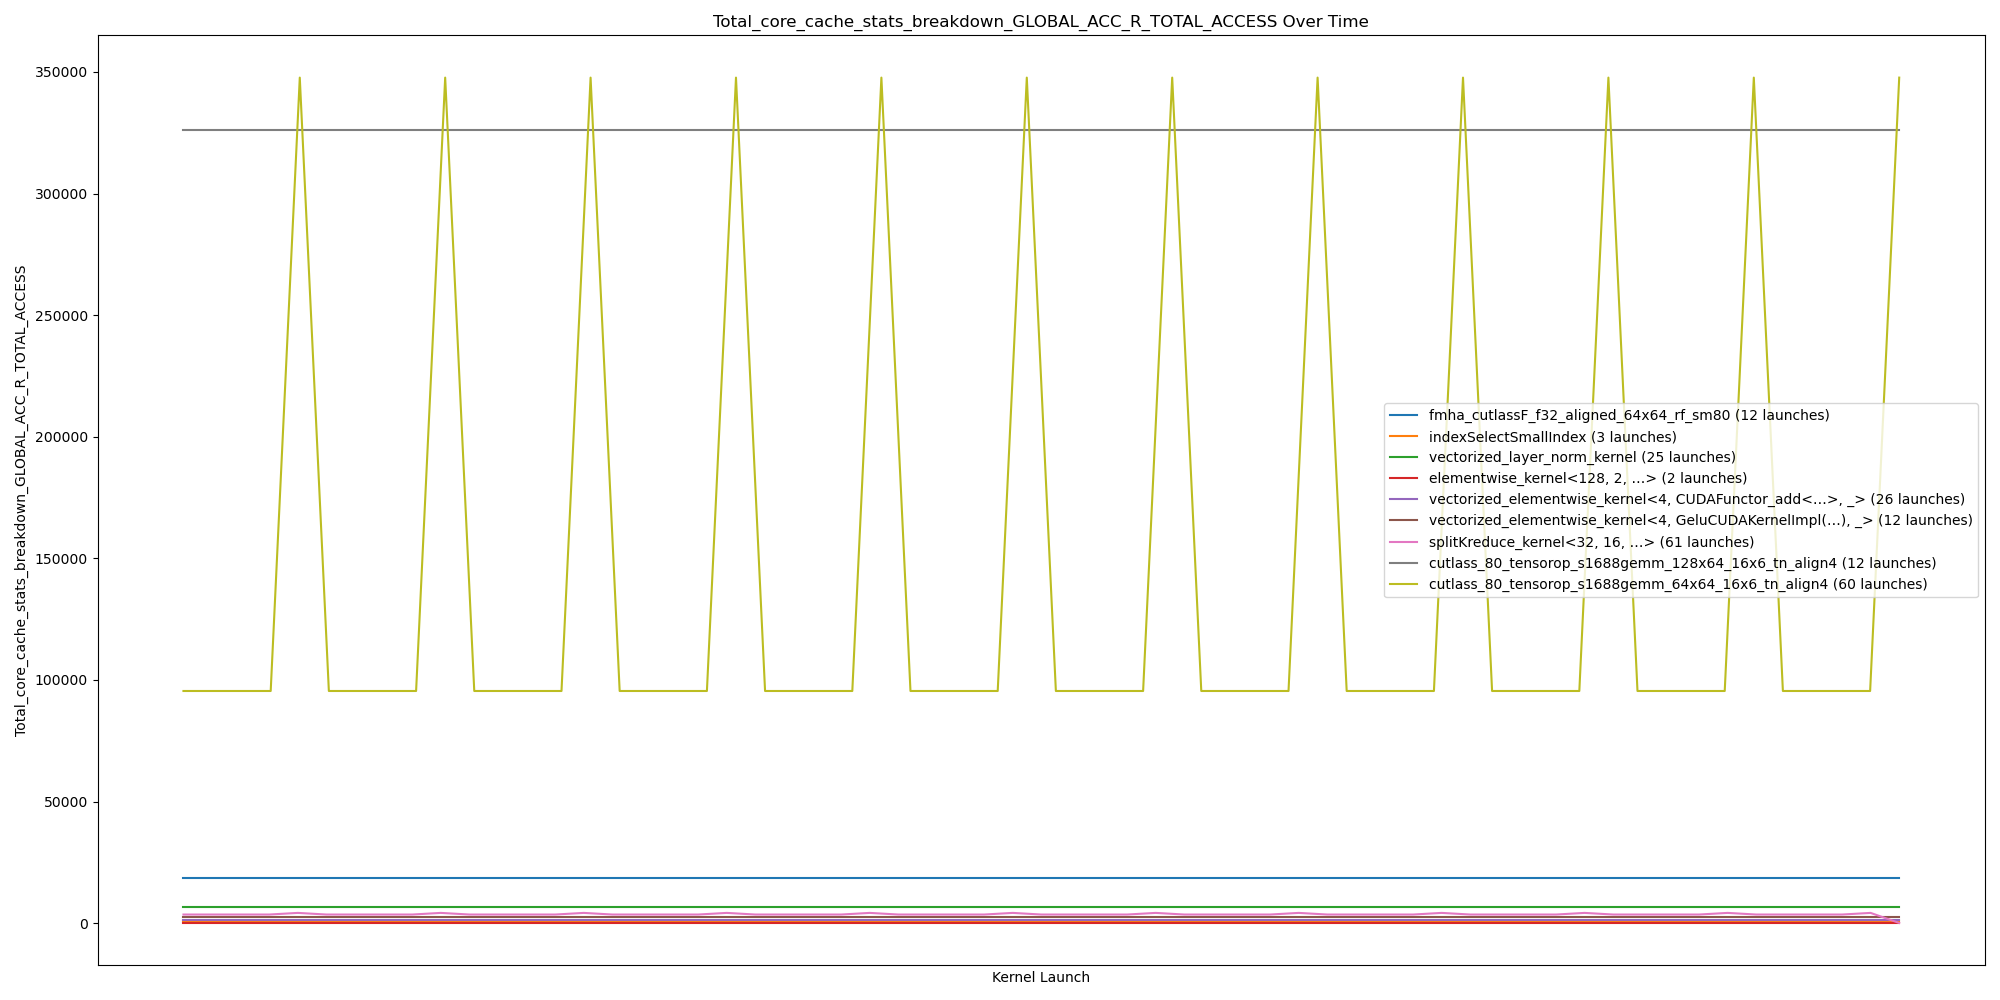 Total_core_cache_stats_breakdown_GLOBAL_ACC_R_TOTAL_ACCESS Over Time
Total_core_cache_stats_breakdown_GLOBAL_ACC_R_TOTAL_ACCESS
350000
300000
250000
200000
150000
100000
50000
0
fmha_cutlassF_f32_aligned_64x64_rf_sm80 (12 launches)
indexSelectSmallIndex (3 launches)
vectorized_layer_norm_kernel (25 launches)
elementwise_kernel<128, 2, ...> (2 launches)
vectorized_elementwise_kernel<4, CUDAFunctor_add<...>, _> (26 launches)
vectorized_elementwise_kernel<4, GeluCUDAKernelImpl(...), _> (12 launches)
splitKreduce_kernel<32, 16, ...> (61 launches)
cutlass_80_tensorop_s1688gemm_128x64_16x6_tn_align4 (12 launches)
cutlass_80_tensorop_s1688gemm_64x64_16x6_tn_align4 (60 launches)
Kernel Launch